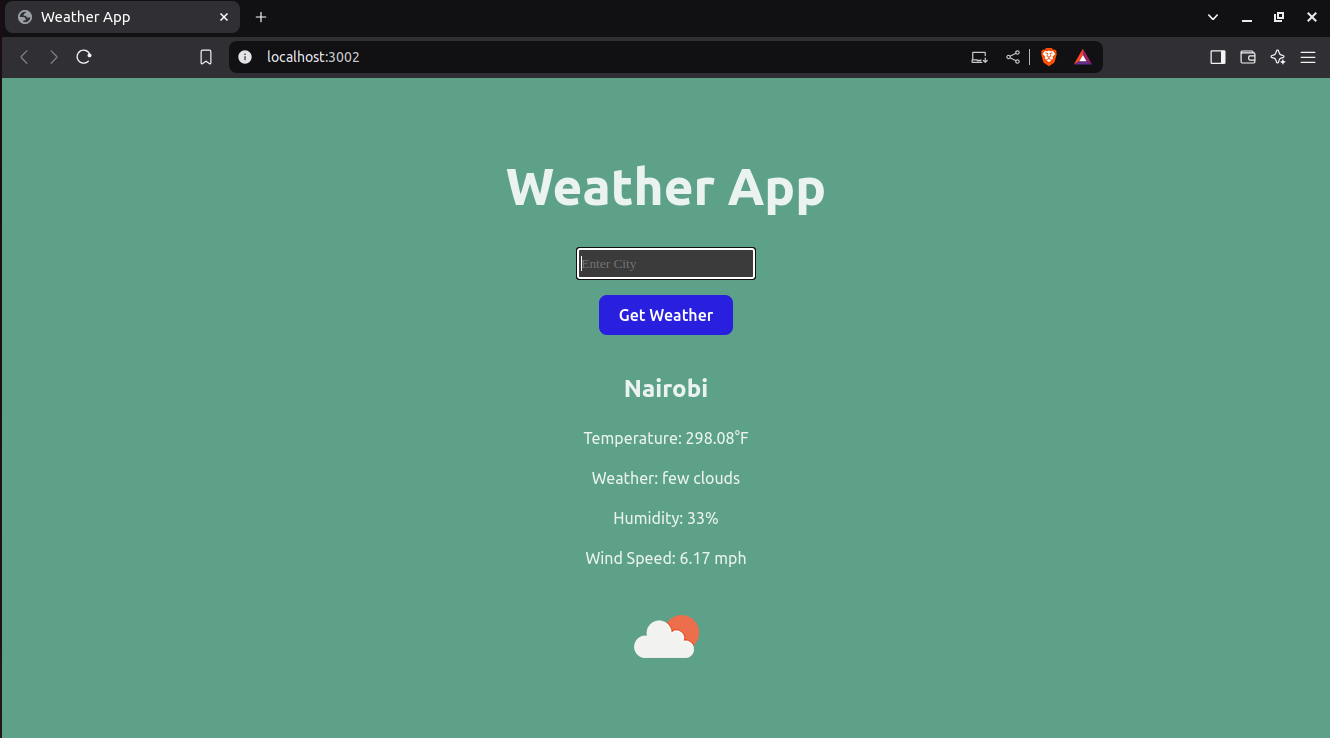 Weather App
localhost:3002
Weather App
Enter City
Get Weather
Nairobi
Temperature: 298.08°F
Weather: few clouds
Humidity: 33%
Wind Speed: 6.17 mph